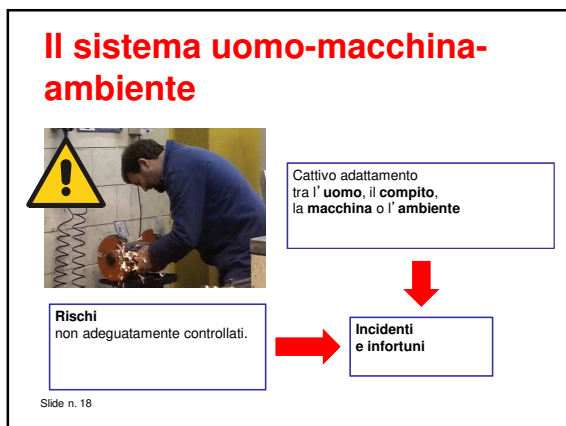 Il sistema uomo-macchina-
ambiente
Cattivo adattamento
tra l'uomo, il compito,
la macchina o l'ambiente
Rischi
non adeguatamente controllati.
Incidenti
e infortuni
Slide n. 18